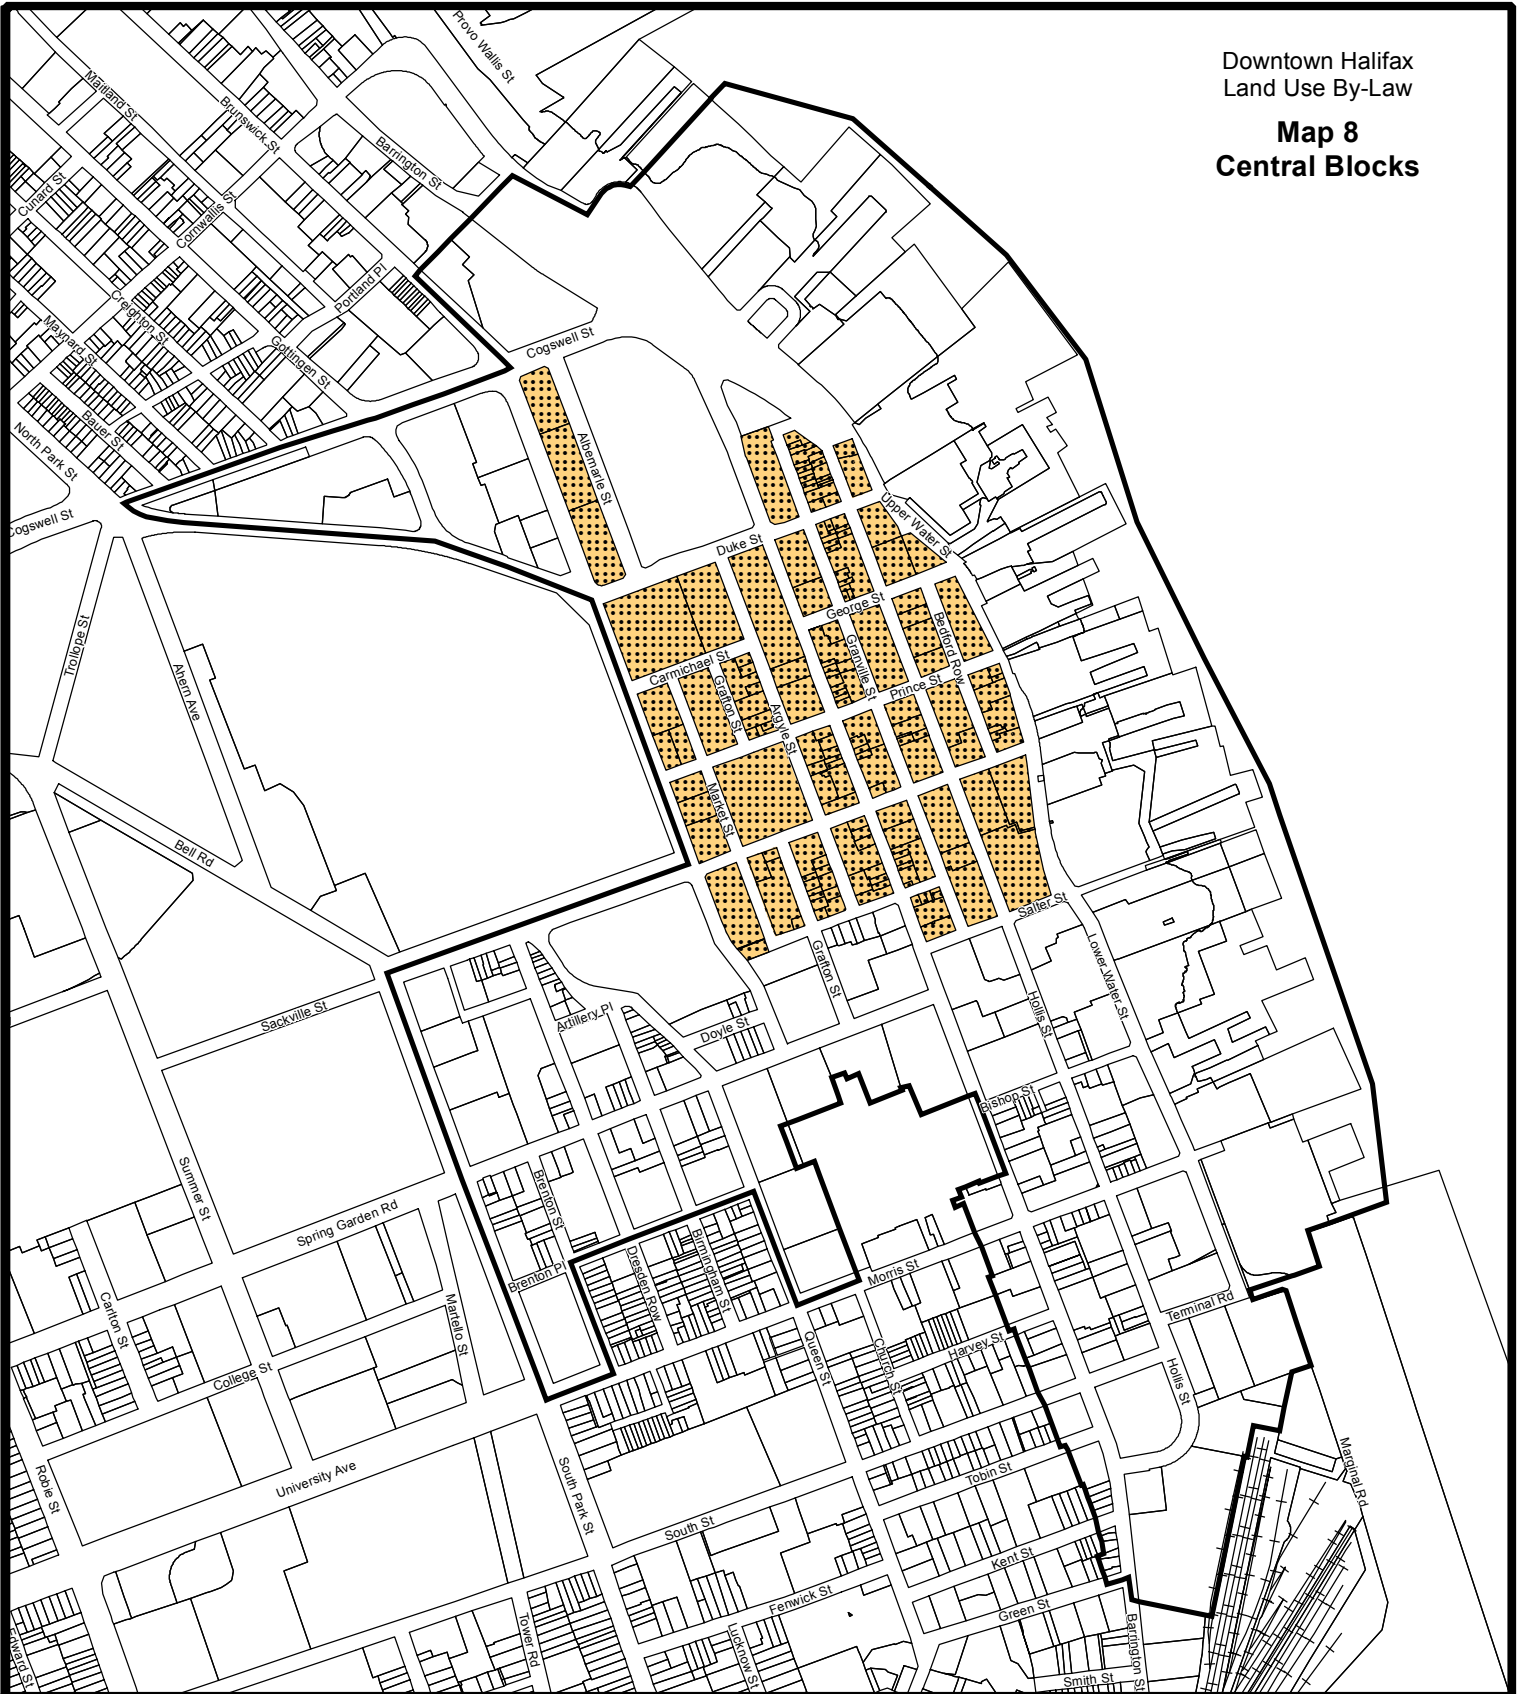 Downtown Halifax
Land Use By-Law
Map 8
Central Blocks
Provo Wallis St
Maitland St
Brunswick St
Barrington St
Cunard St
Cornwallis St
Portland Pl
Creighton St
Maynard St
Gottingen St
Cogswell St
Bauer St
North Park St
Albemarle St
Cogswell St
Upper Water St
Duke St
George St
Trollope St
Ahern Ave
Bedford Row
Granville St
Carmichael St
Grafton St
Prince St
Argyle St
Market St
Bell Rd
Salter St
Grafton St
Lower Water St
Hollis St
Sackville St
Artillery Pl
Doyle St
Bishop St
Summer St
Brenton St
Spring Garden Rd
Birmingham St
Dresden Row
Brenton Pl
Morris St
Carlton St
Martello St
Terminal Rd
Queen St
Church St
Harvey St
College St
Hollis St
Robie St
University Ave
South Park St
Tobin St
Marginal Rd
South St
Kent St
Fenwick St
Green St
Edward St
Tower Rd
Lucknow St
Barrington St
Smith St